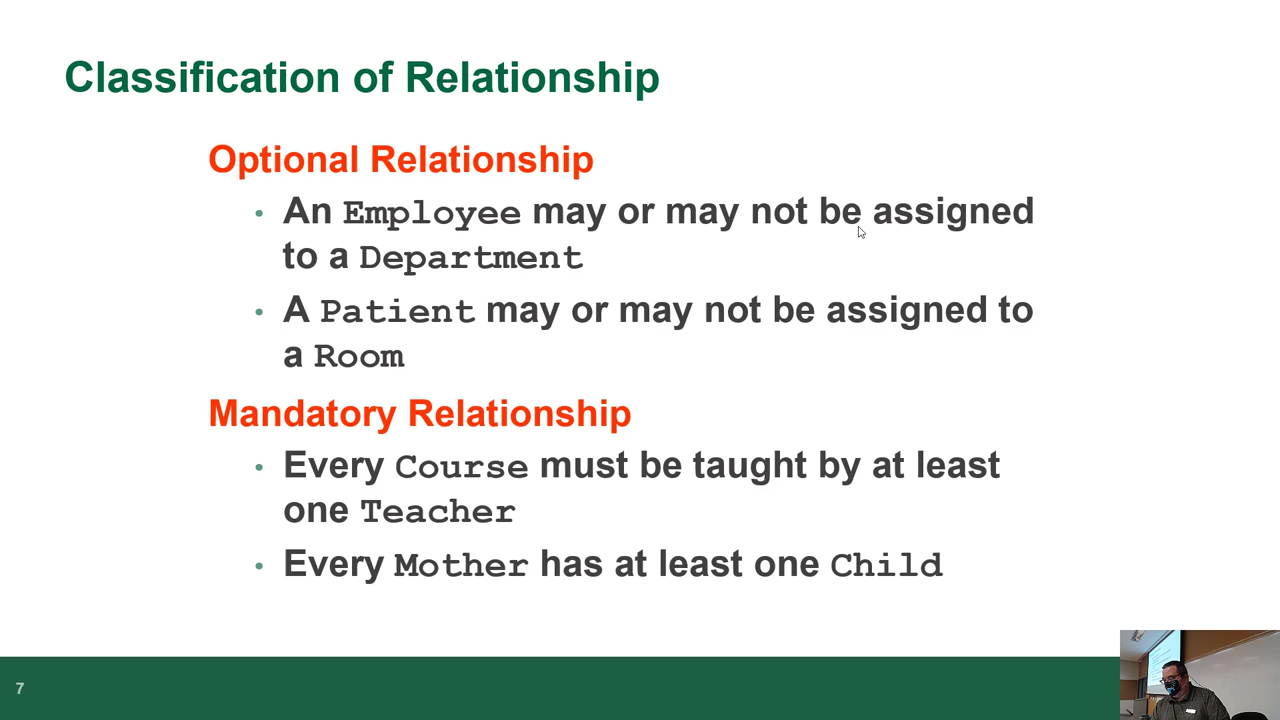 Classification of Relationship
Optional Relationship
• An Employee may or may not be assigned
to a Department
• A Patient may or may not be assigned to
a Room
Mandatory Relationship
• Every Course must be taught by at least
one Teacher
• Every Mother has at least one Child
7